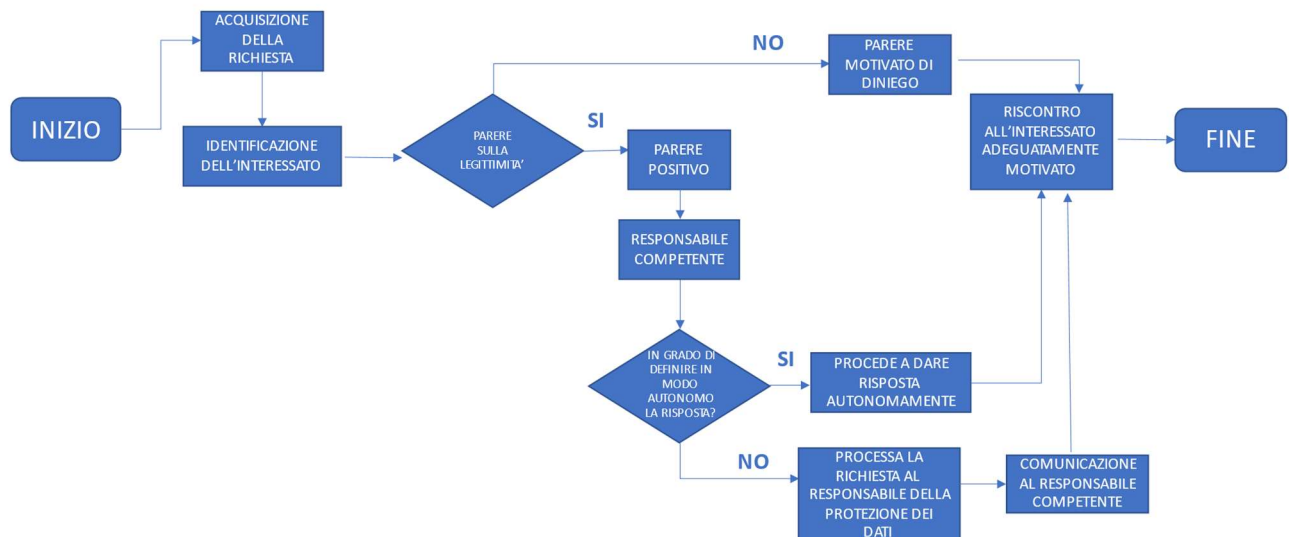 INIZIO
ACQUISIZIONE
DELLA
RICHIESTA
IDENTIFICAZIONE
DELL'INTERESSATO
PARERE
SULLA
LEGITTIMITA'
NO
PARERE
MOTIVATO DI
DINIEGO
SI
PARERE
POSITIVO
RESPONSABILE
COMPETENTE
IN GRADO DI
DEFINIRE IN
MODO
AUTONOMO
LA RISPOSTA?
SI
PROCEDE A DARE
RISPOSTA
AUTONOMAMENTE
NO
PROCESSA LA
RICHIESTA AL
RESPONSABILE DELLA
PROTEZIONE DEI
DATI
COMUNICAZIONE
AL RESPONSABILE
COMPETENTE
RISCONTRO
ALL'INTERESSATO
ADEGUATAMENTE
MOTIVATO
FINE